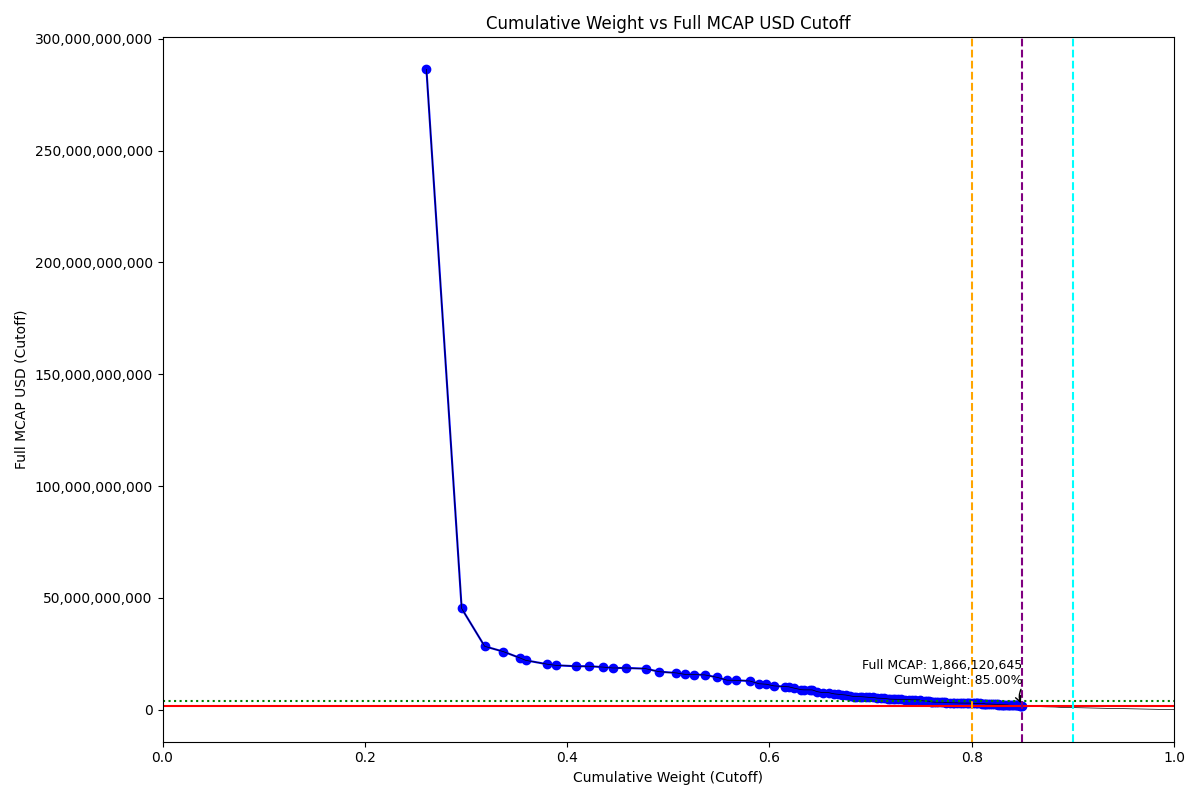 Cumulative Weight vs Full MCAP USD Cutoff
300,000,000,000
250,000,000,000
200,000,000,000
150,000,000,000
100,000,000,000
50,000,000,000
0
Full MCAP USD (Cutoff)
Full MCAP: 1,866,120,645
CumWeight: 85.00%
0.0 0.2 0.4 0.6 0.8 1.0
Cumulative Weight (Cutoff)